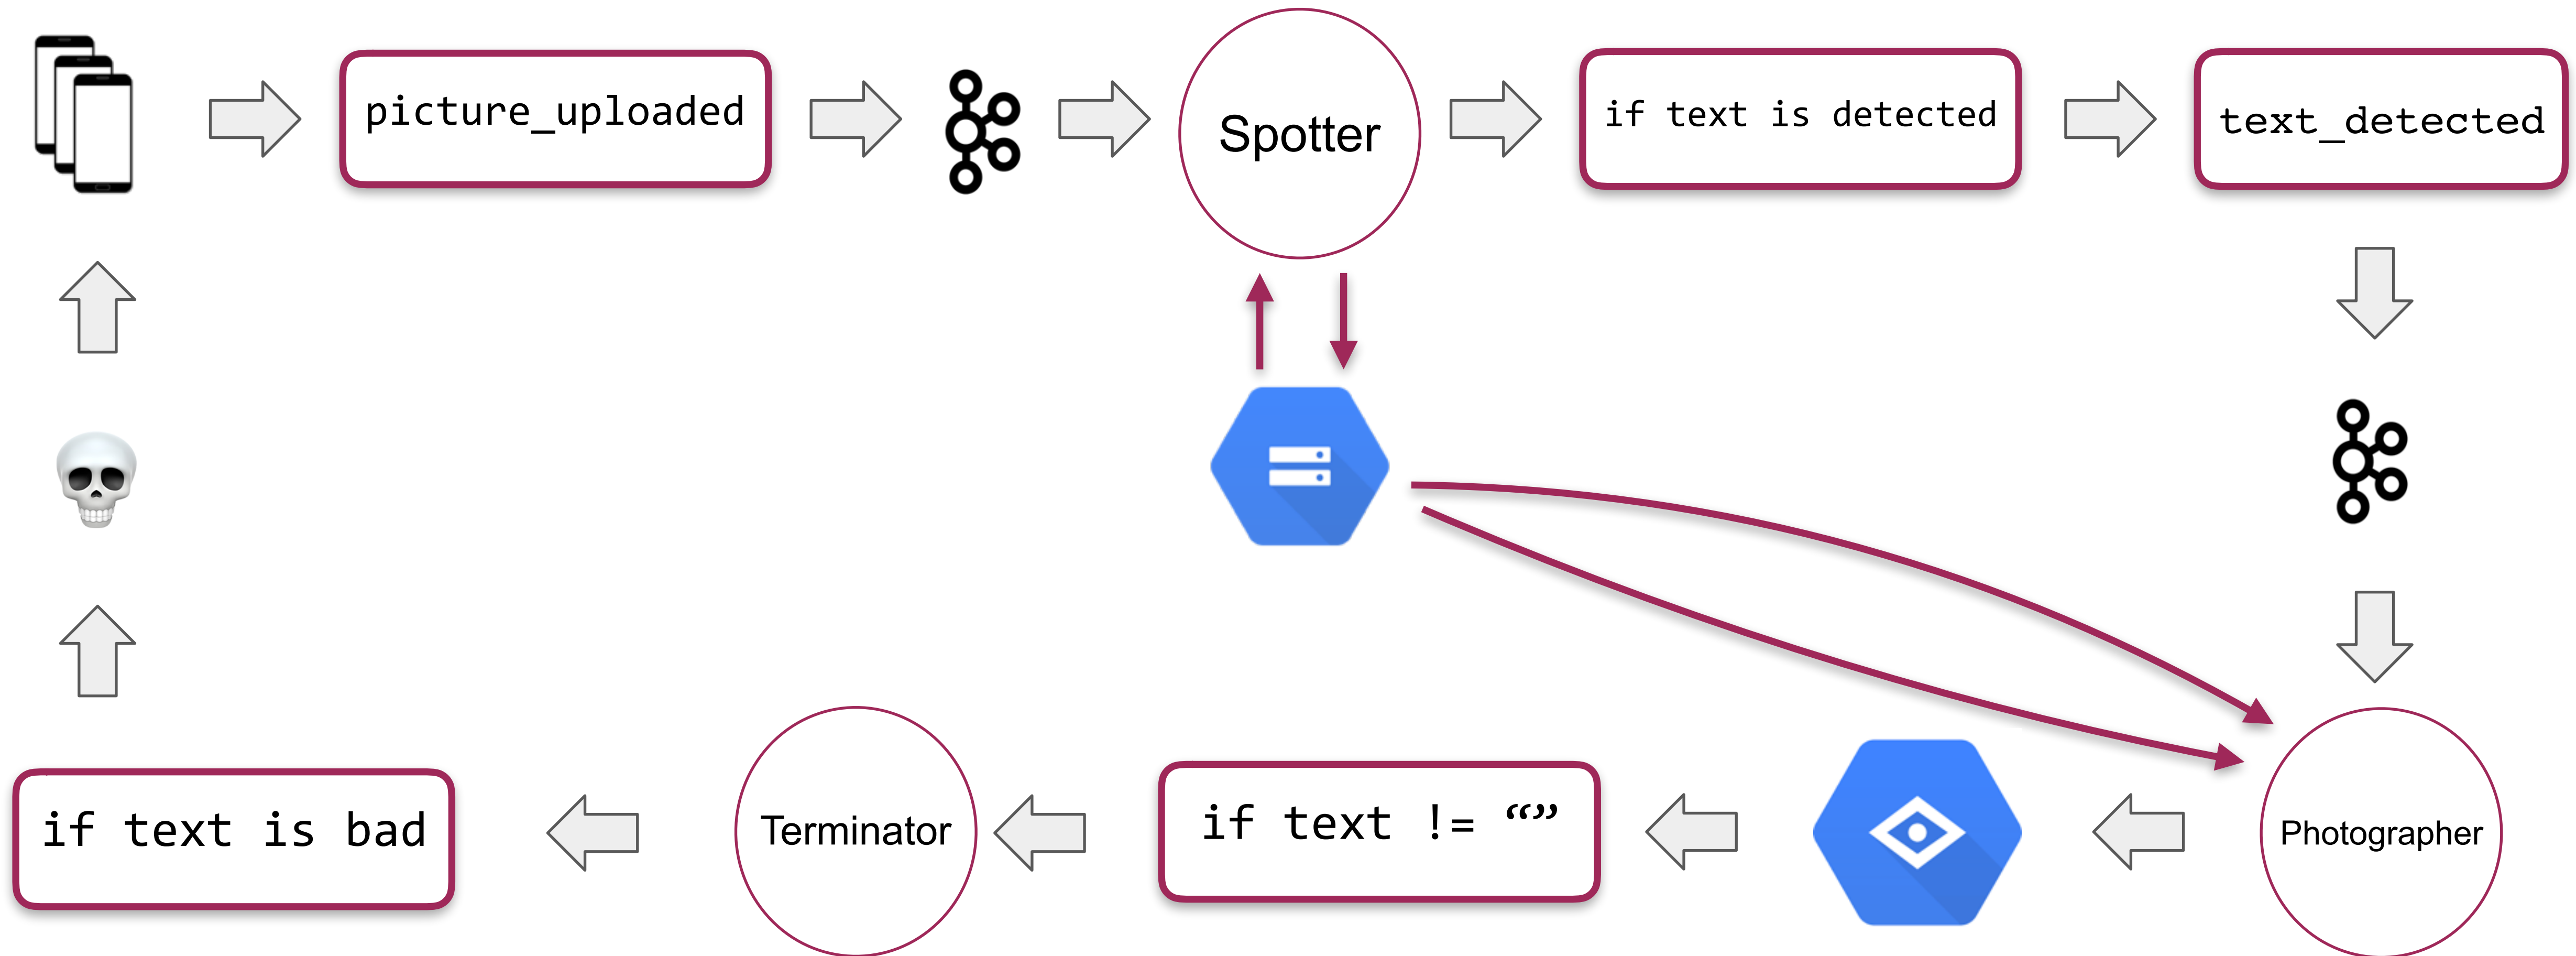 picture_uploaded
Spotter
if text is detected
text_detected
if text is bad
Terminator
if text != “”
Photographer